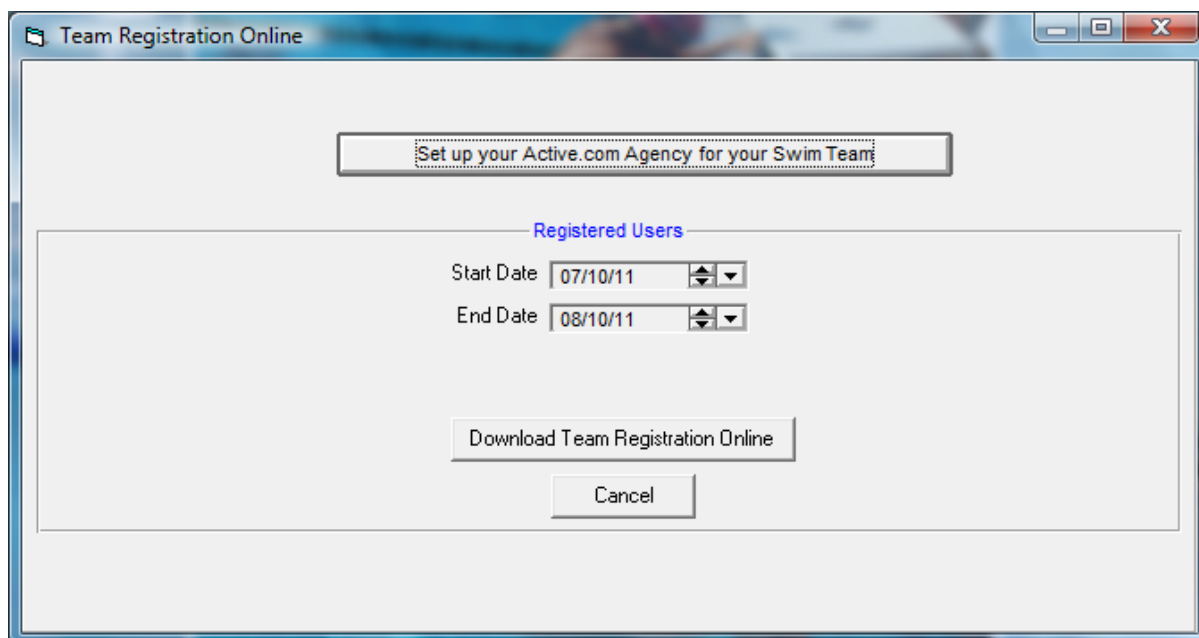 Team Registration Online
Set up your Active.com Agency for your Swim Team
Registered Users
Start Date 07/10/11
End Date 08/10/11
Download Team Registration Online
Cancel